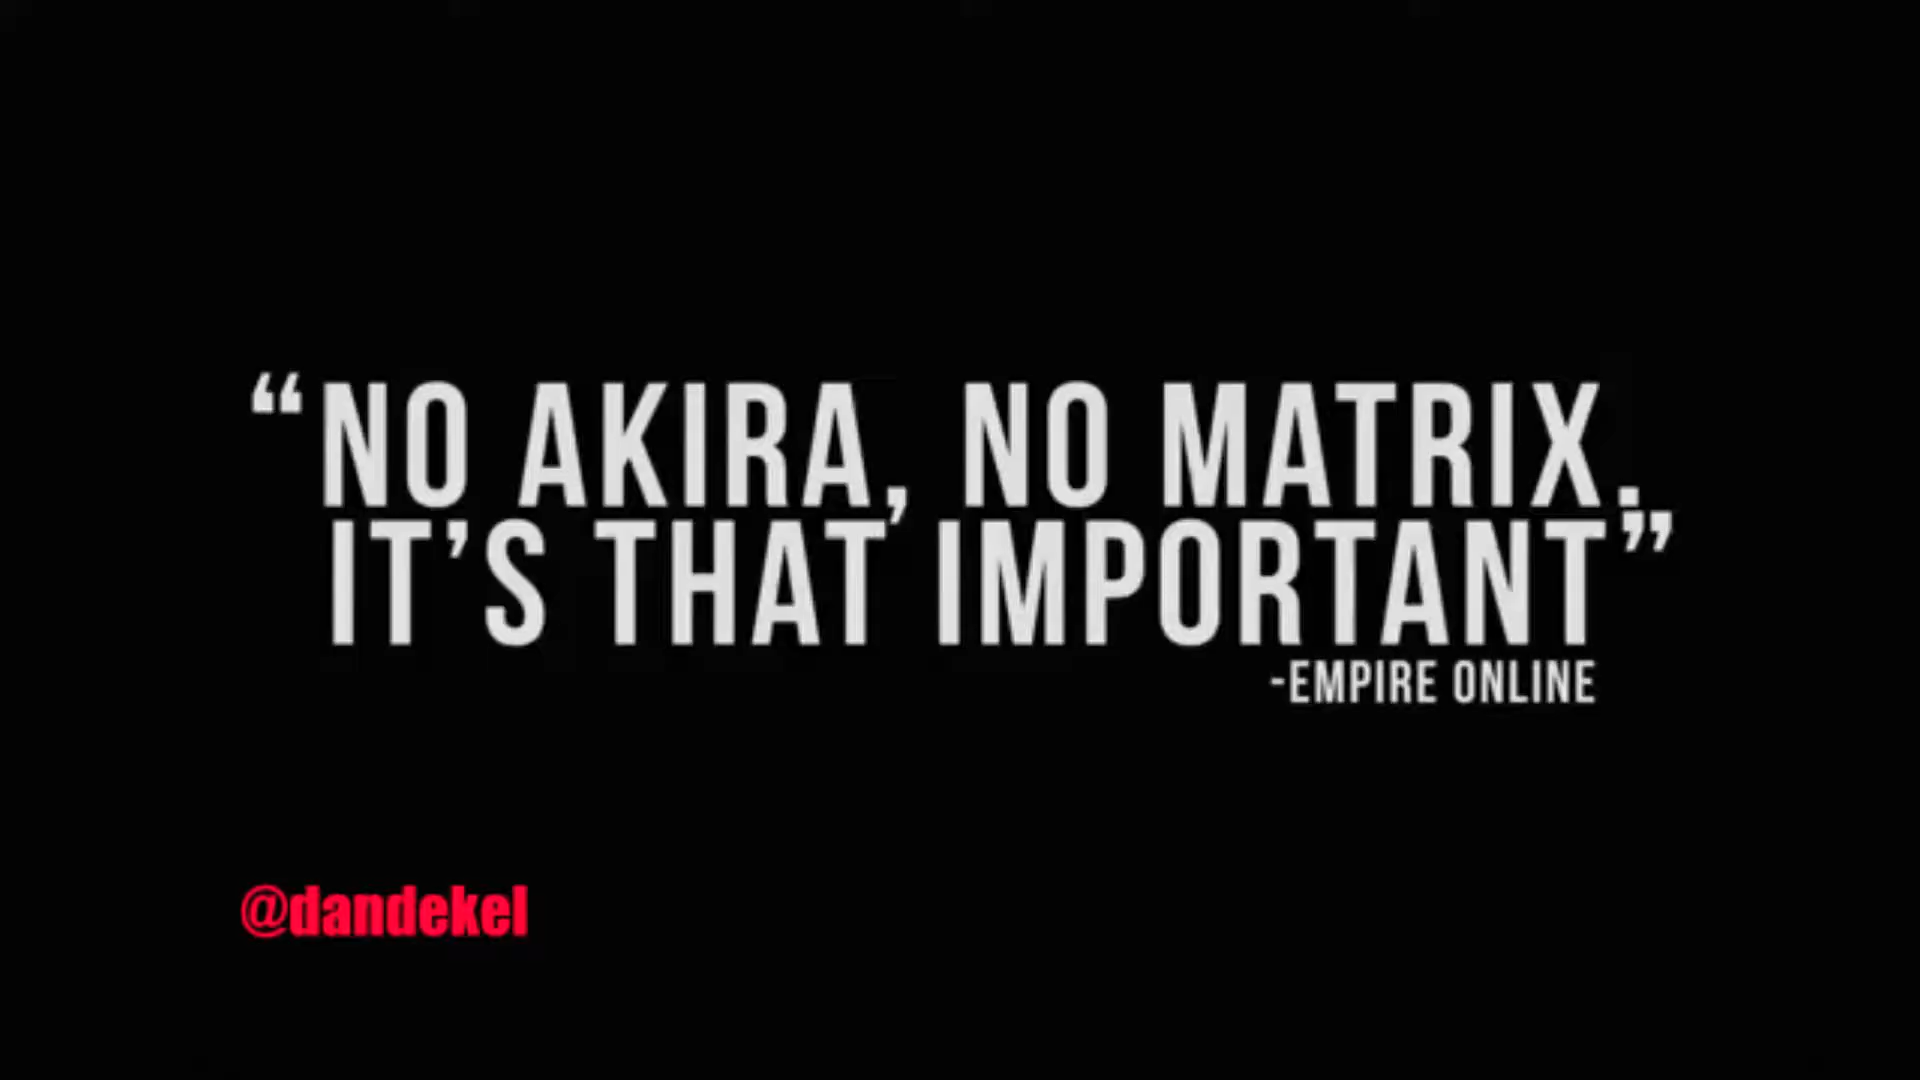 “NO AKIRA, NO MATRIX.
IT’S THAT IMPORTANT”
-EMPIRE ONLINE
@dandekel